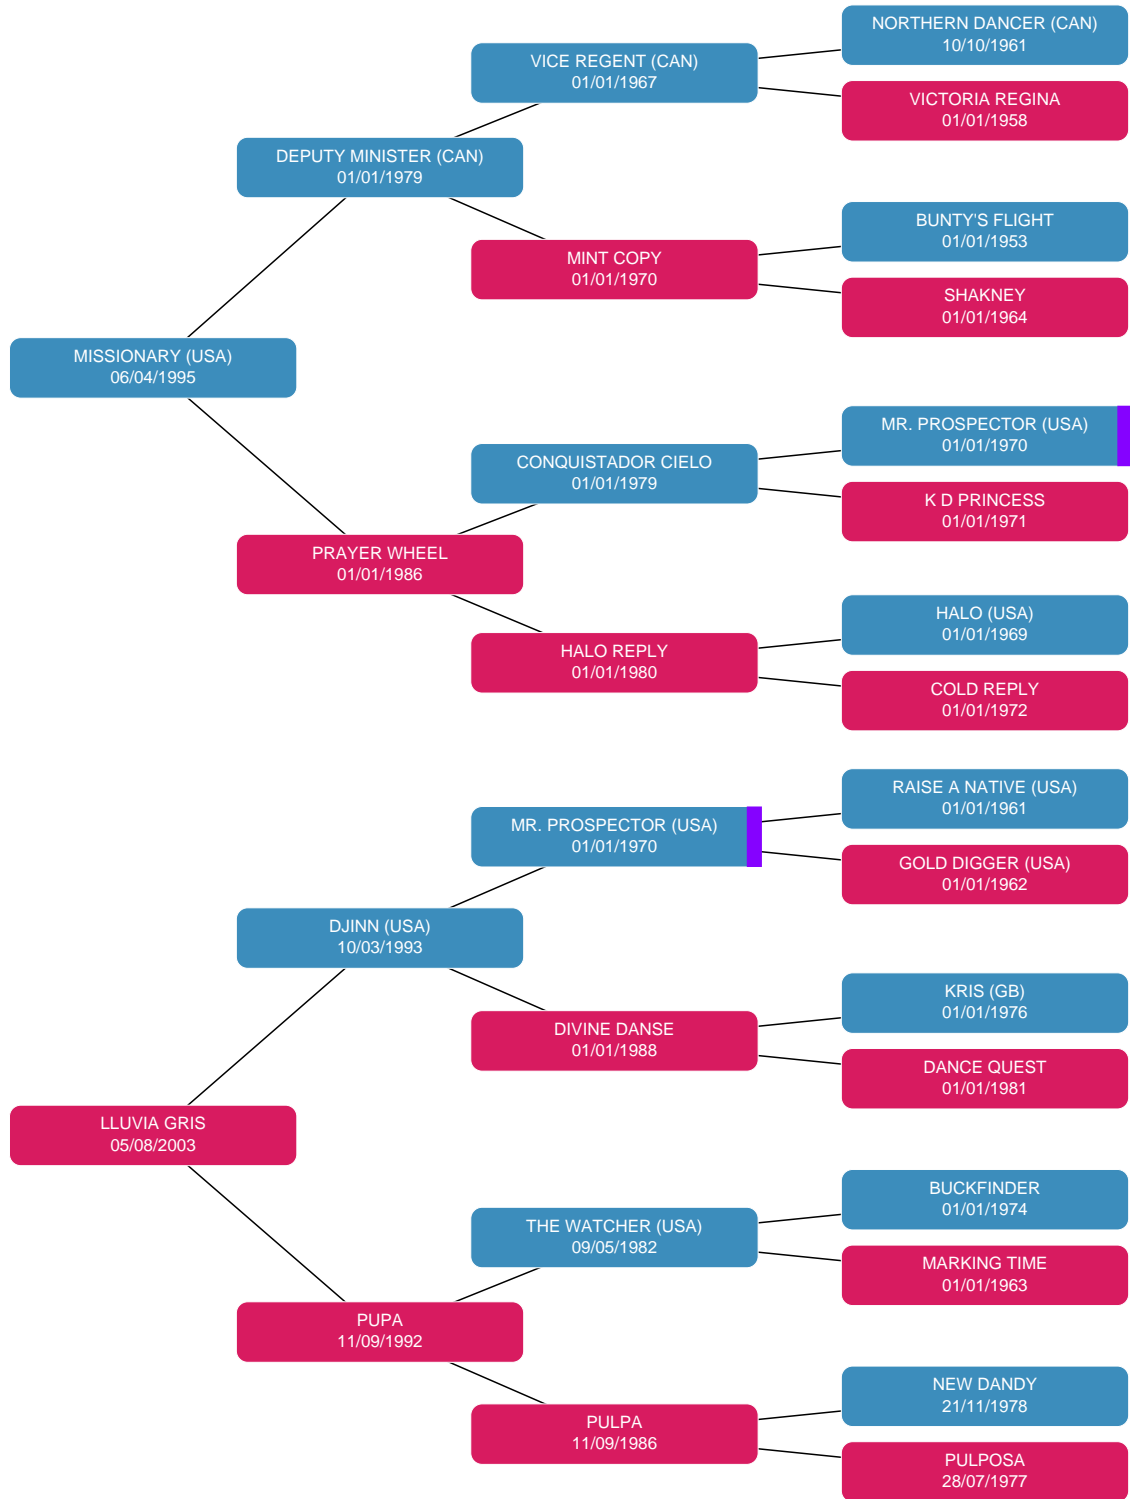 NORTHERN DANCER (CAN)
10/10/1961
VICE REGENT (CAN)
01/01/1967
VICTORIA REGINA
01/01/1958
DEPUTY MINISTER (CAN)
01/01/1979
BUNTY'S FLIGHT
01/01/1953
MINT COPY
01/01/1970
SHAKNEY
01/01/1964
MISSIONARY (USA)
06/04/1995
MR. PROSPECTOR (USA)
01/01/1970
CONQUISTADOR CIELO
01/01/1979
K D PRINCESS
01/01/1971
PRAYER WHEEL
01/01/1986
HALO (USA)
01/01/1969
HALO REPLY
01/01/1980
COLD REPLY
01/01/1972
RAISE A NATIVE (USA)
01/01/1961
MR. PROSPECTOR (USA)
01/01/1970
GOLD DIGGER (USA)
01/01/1962
DJINN (USA)
10/03/1993
KRIS (GB)
01/01/1976
DIVINE DANSE
01/01/1988
DANCE QUEST
01/01/1981
LLUVIA GRIS
05/08/2003
BUCKFINDER
01/01/1974
THE WATCHER (USA)
09/05/1982
MARKING TIME
01/01/1963
PUPA
11/09/1992
NEW DANDY
21/11/1978
PULPA
11/09/1986
PULPOSA
28/07/1977